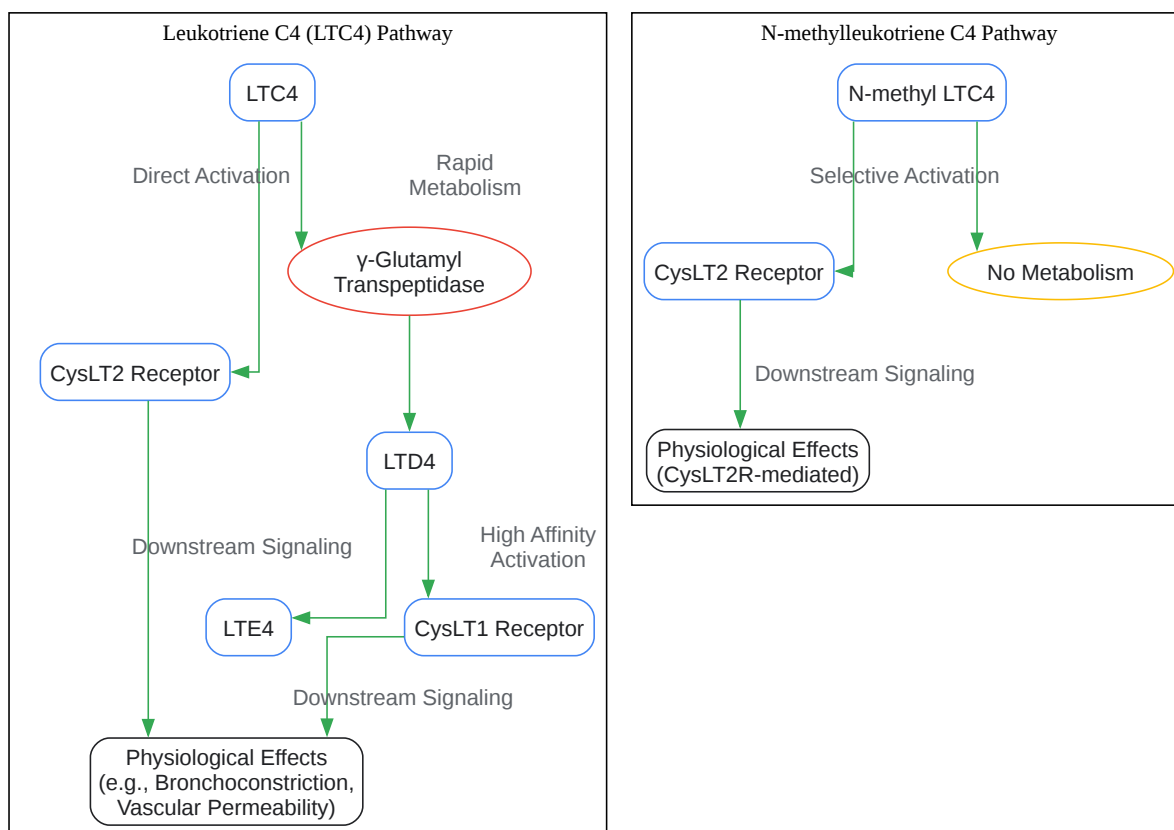 Leukotriene C4 (LTC4) Pathway
LTC4
Direct Activation
Rapid
Metabolism
γ-Glutamyl
Transpeptidase
CysLT2 Receptor
LTD4
Downstream Signaling
High Affinity
Activation
LTE4
CysLT1 Receptor
Downstream Signaling
Physiological Effects
(e.g., Bronchoconstriction,
Vascular Permeability)
N-methylleukotriene C4 Pathway
N-methyl LTC4
Selective Activation
CysLT2 Receptor
No Metabolism
Downstream Signaling
Physiological Effects
(CysLT2R-mediated)